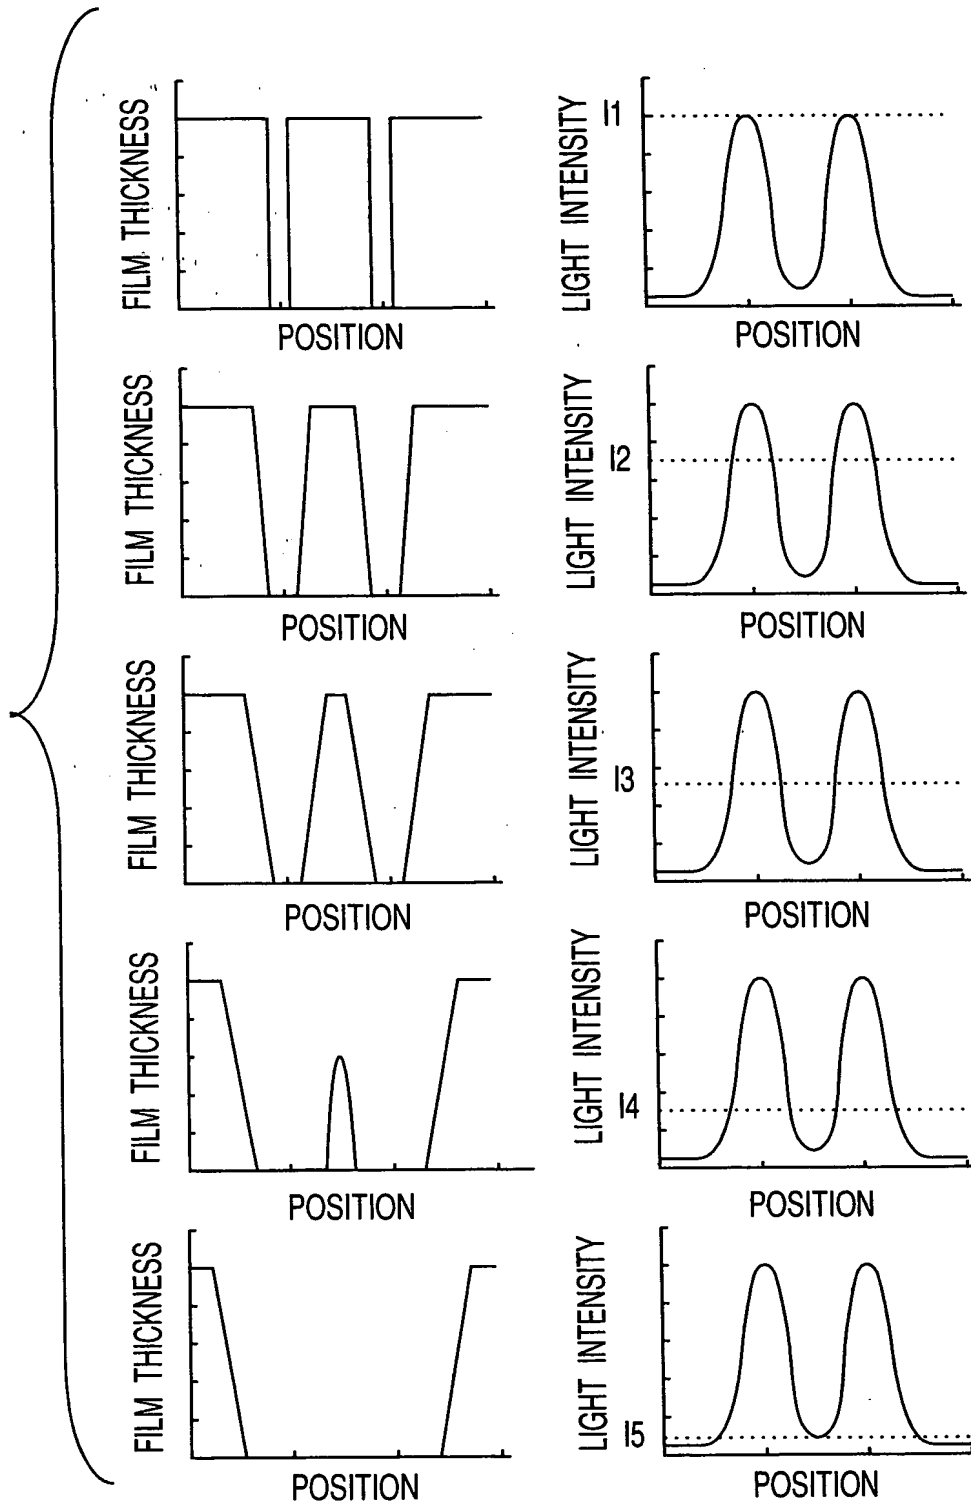 FILM THICKNESS
POSITION
LIGHT INTENSITY
I1
POSITION
FILM THICKNESS
POSITION
LIGHT INTENSITY
I2
POSITION
FILM THICKNESS
POSITION
LIGHT INTENSITY
I3
POSITION
FILM THICKNESS
POSITION
LIGHT INTENSITY
I4
POSITION
FILM THICKNESS
POSITION
LIGHT INTENSITY
I5
POSITION